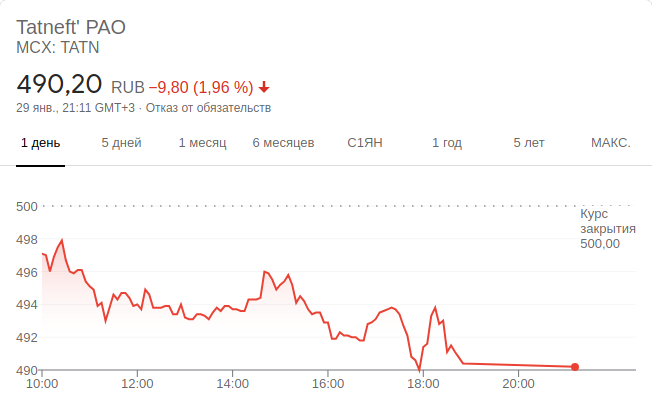 Tatneft' PAO
MCX: TATN
490,20 RUB −9,80 (1,96 %)
29 янв., 21:11 GMT+3 · Отказ от обязательств
1 день 5 дней 1 месяц 6 месяцев С1ЯН 1 год 5 лет МАКС.
500
Курс
закрытия
500,00
498
496
494
492
490
10:00 12:00 14:00 16:00 18:00 20:00